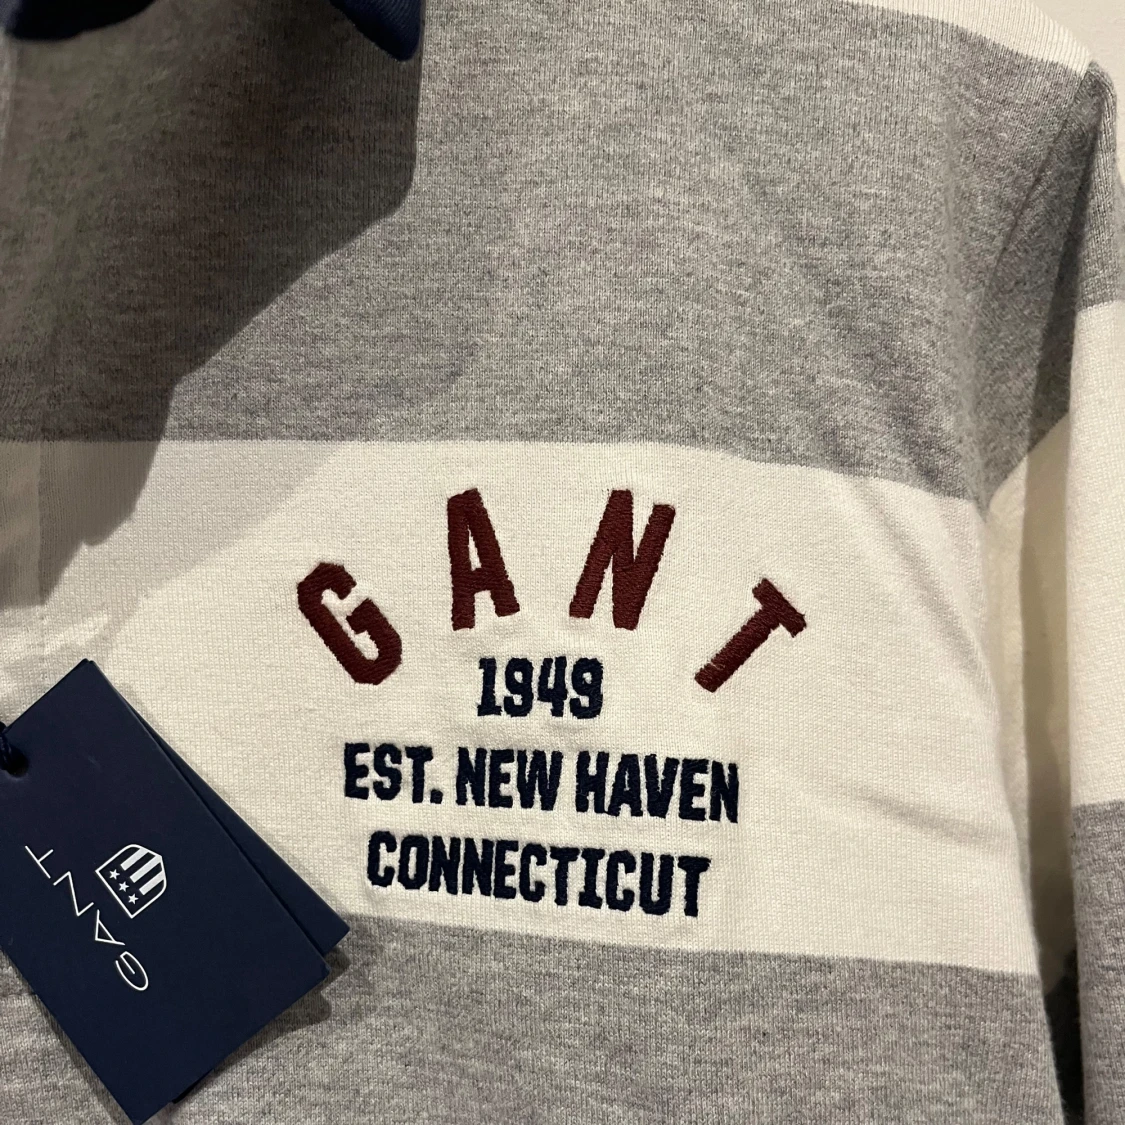 GANT
1949
EST. NEW HAVEN
CONNECTICUT
GANT